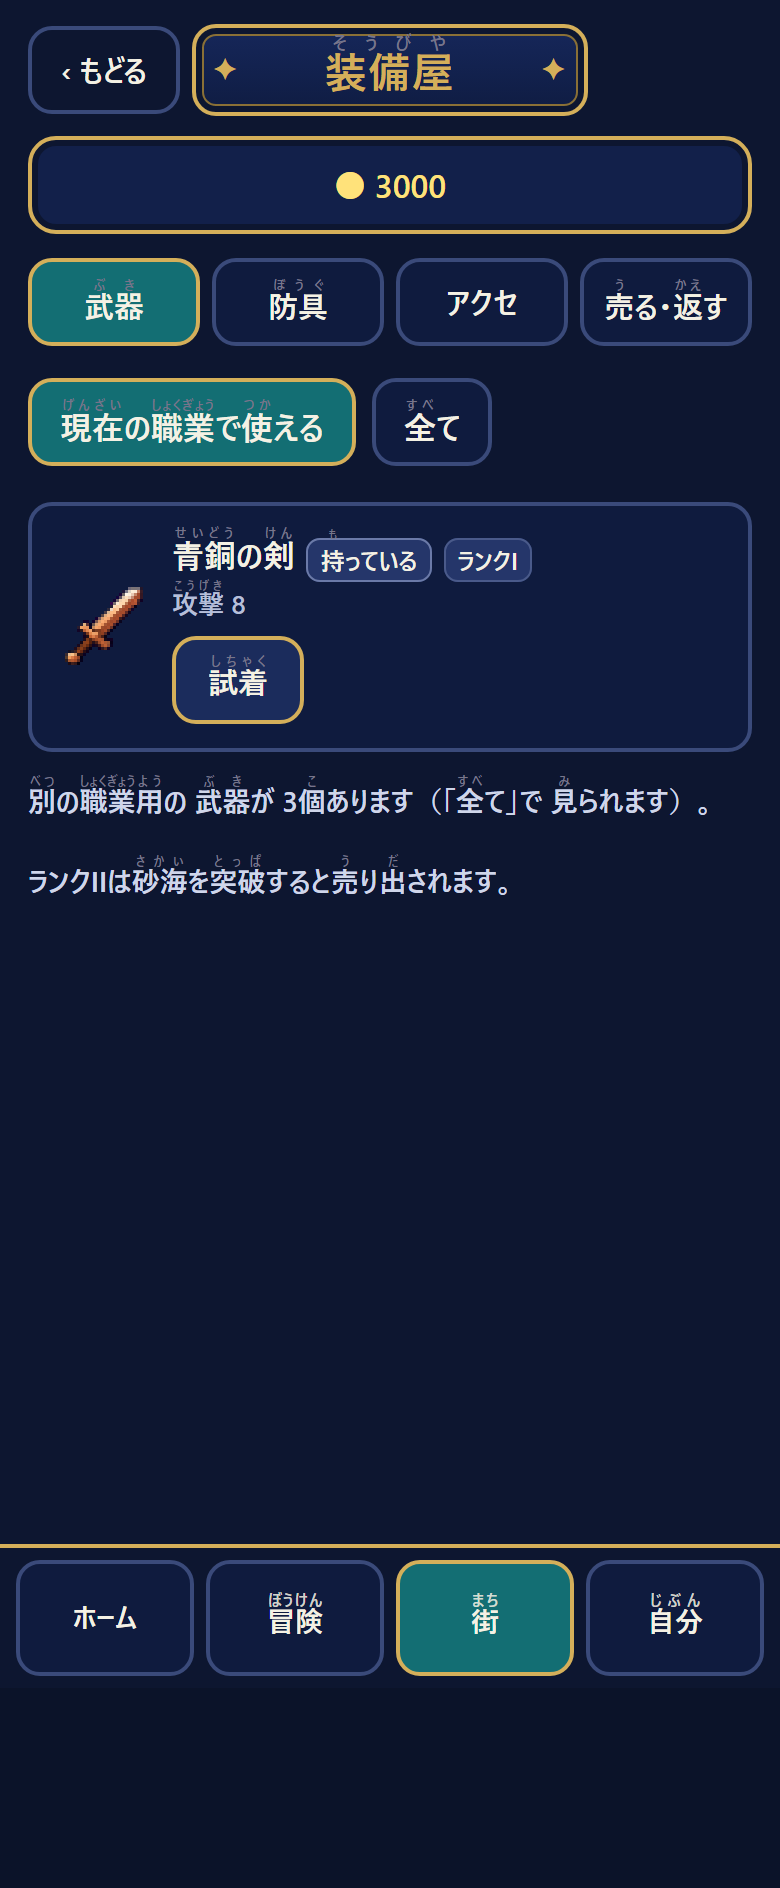 ‹ もどる
そうびや
装備屋
3000
ぶき ぼうぐ う かえ
武器 防具 アクセ 売る・返す
げんざい しょくぎょう つか すべ
現在の職業で使える 全て
せいどう けん も
青銅の剣 持っている ランクI
こうげき
攻撃 8
しちゃく
試着
べつ しょくぎょうよう ぶき こ すべ み
別の職業用の 武器が 3個あります（「全て」で 見られます）。
さかい とっぱ う だ
ランクIIは砂海を突破すると売り出されます。
ぼうけん まち じぶん
ホーム 冒険 街 自分